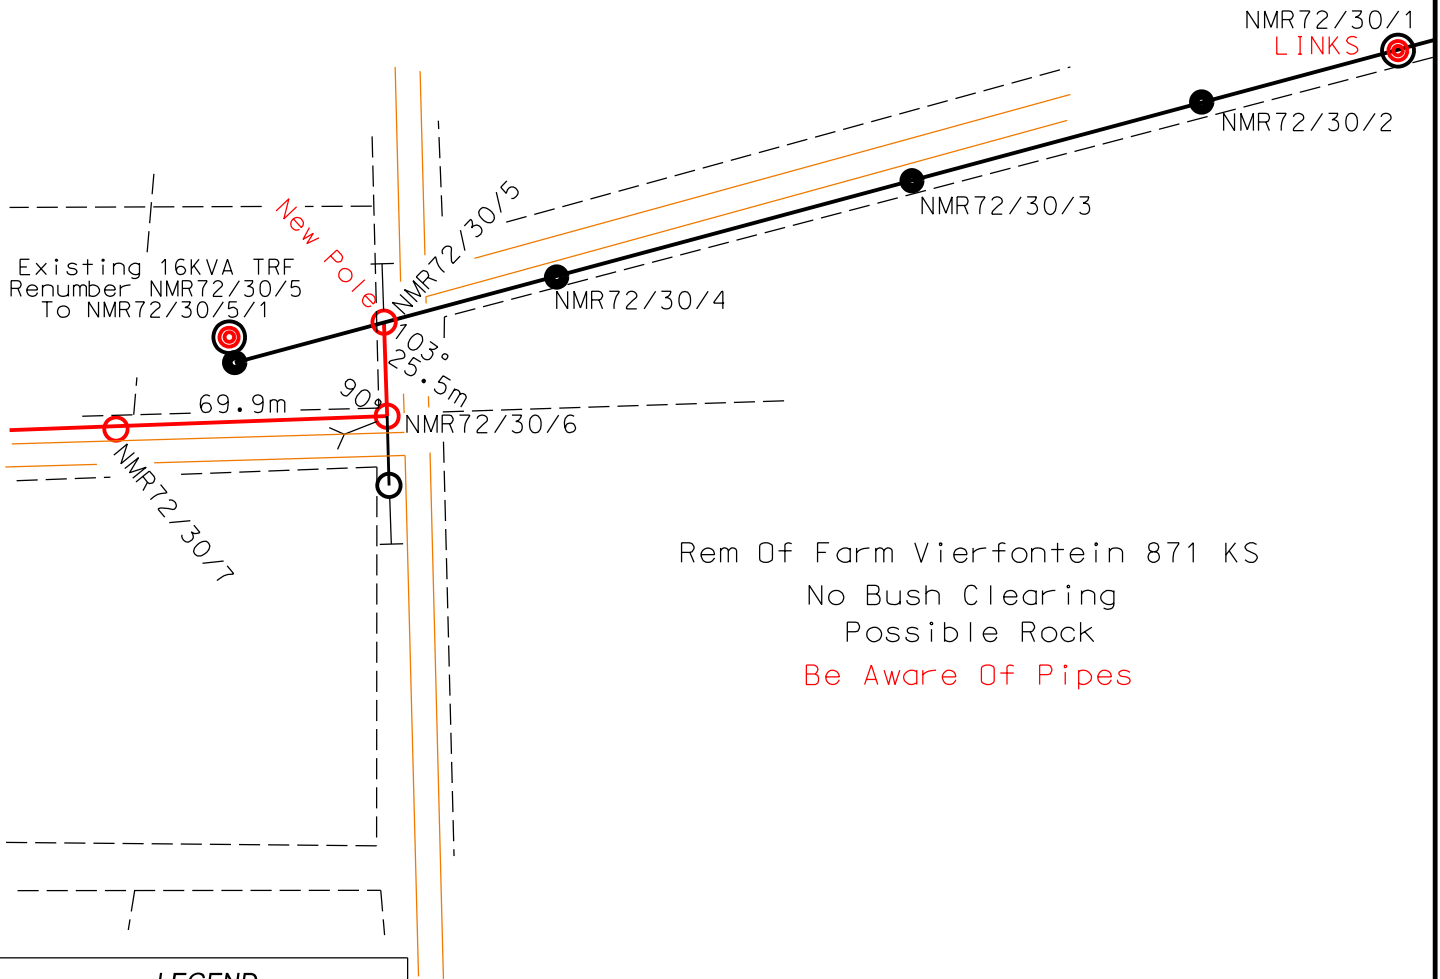 NMR72/30/1
LINKS
NMR72/30/2
NMR72/30/3
NMR72/30/4
New Pole
NMR72/30/5
Existing 16KVA TRF
Renumber NMR72/30/5
To NMR72/30/5/1
103°
25.5m
90°
69.9m
NMR72/30/6
NMR72/30/7
Rem Of Farm Vierfontein 871 KS
No Bush Clearing
Possible Rock
Be Aware Of Pipes
LEGEND